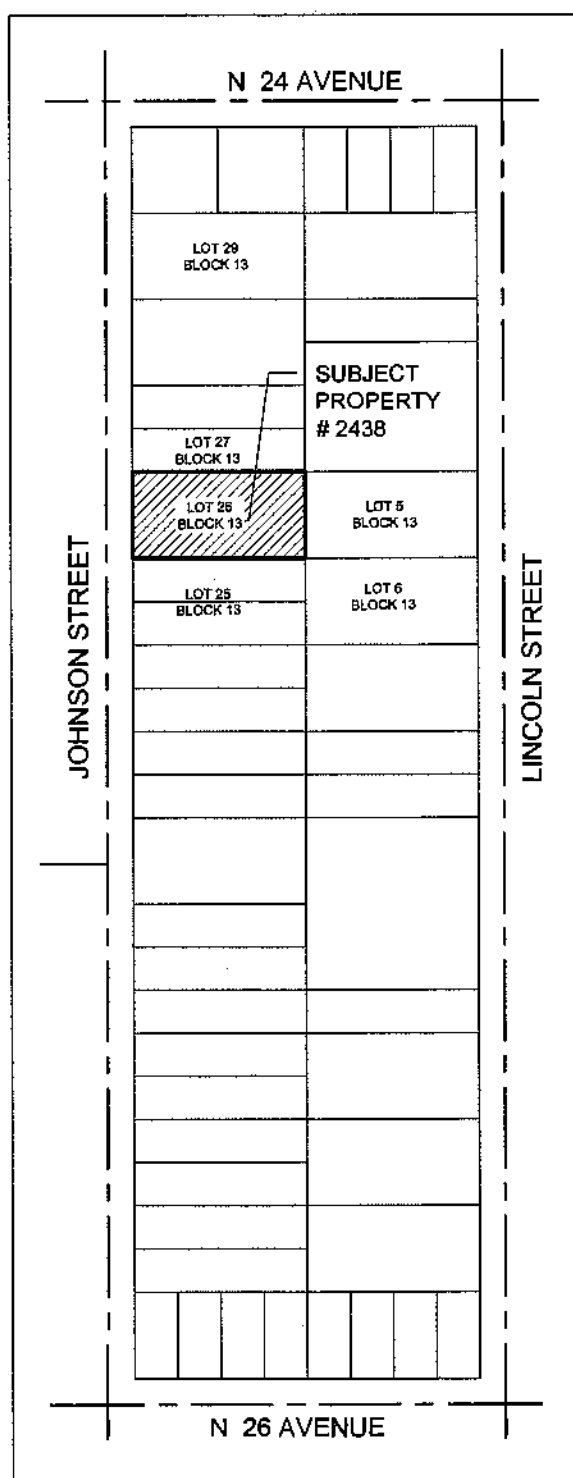 N 24 AVENUE
LOT 29
BLOCK 13
SUBJECT
PROPERTY
# 2438
LOT 27
BLOCK 13
LOT 26
BLOCK 13
LOT 5
BLOCK 13
LOT 25
BLOCK 13
LOT 6
BLOCK 13
JOHNSON STREET
LINCOLN STREET
N 26 AVENUE